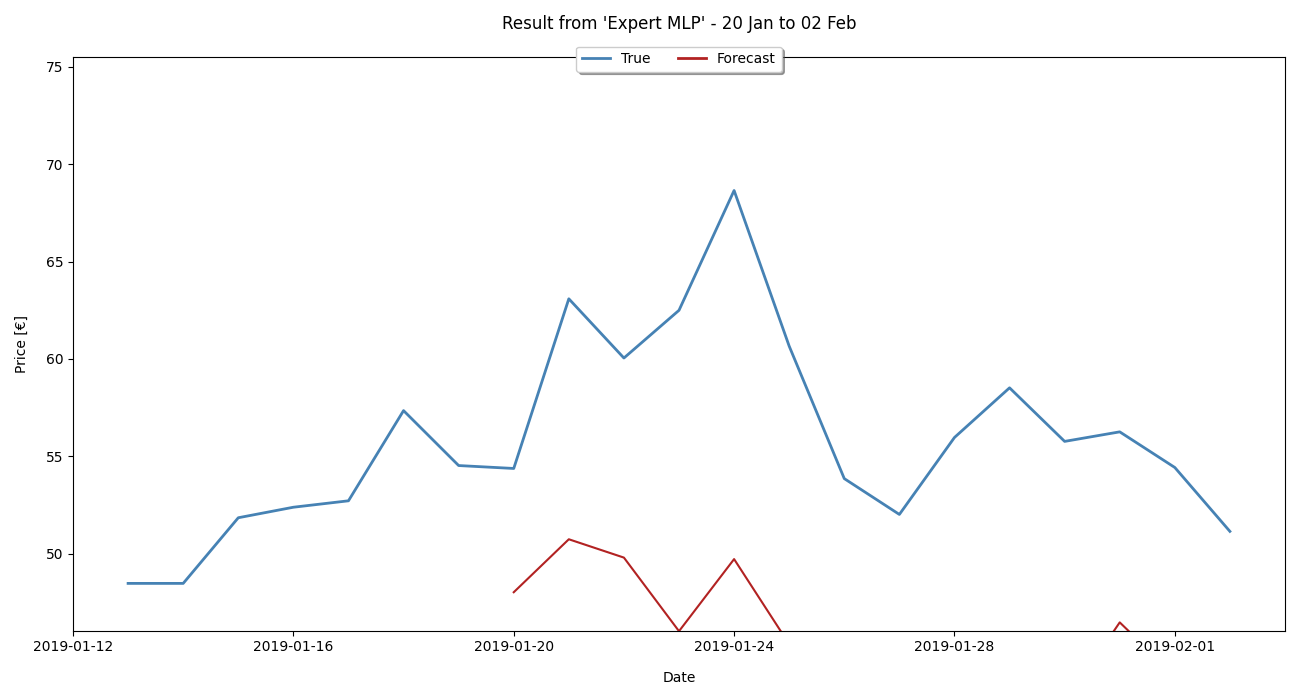 Result from 'Expert MLP' - 20 Jan to 02 Feb
True
Forecast
75
70
65
60
55
50
Price [€]
2019-01-12
2019-01-16
2019-01-20
2019-01-24
2019-01-28
2019-02-01
Date